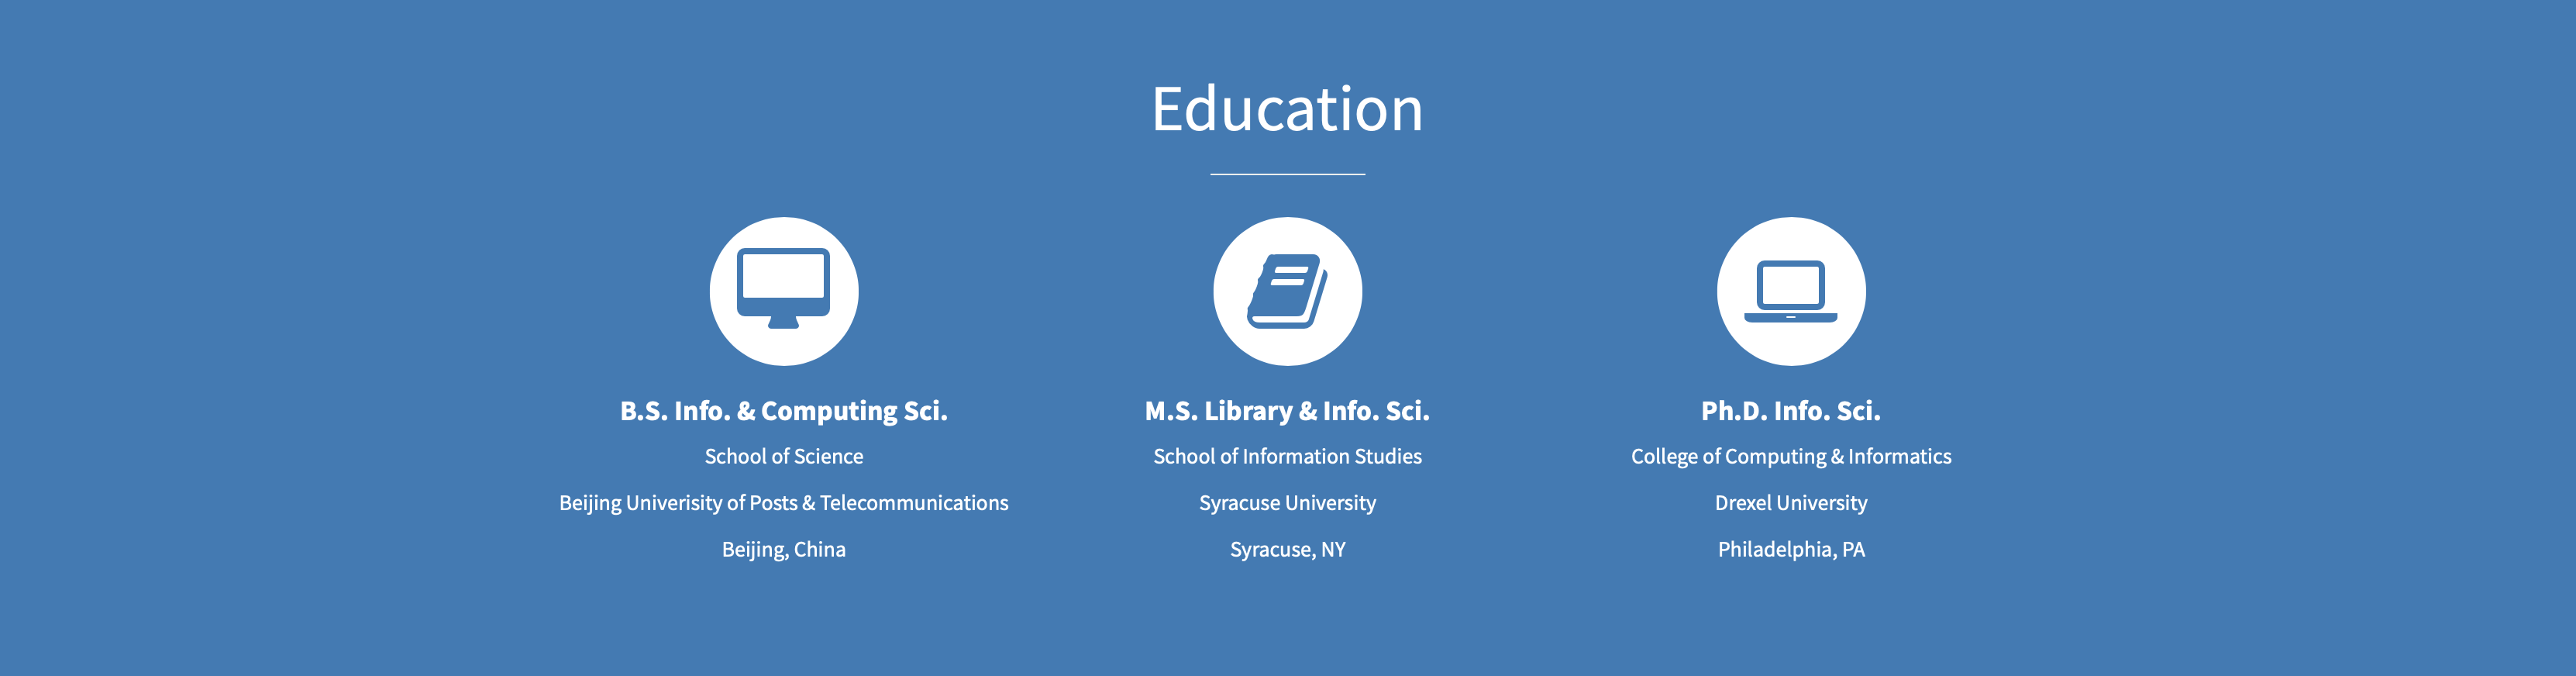 Education
B.S. Info. & Computing Sci.
School of Science
Beijing Univerisity of Posts & Telecommunications
Beijing, China
M.S. Library & Info. Sci.
School of Information Studies
Syracuse University
Syracuse, NY
Ph.D. Info. Sci.
College of Computing & Informatics
Drexel University
Philadelphia, PA